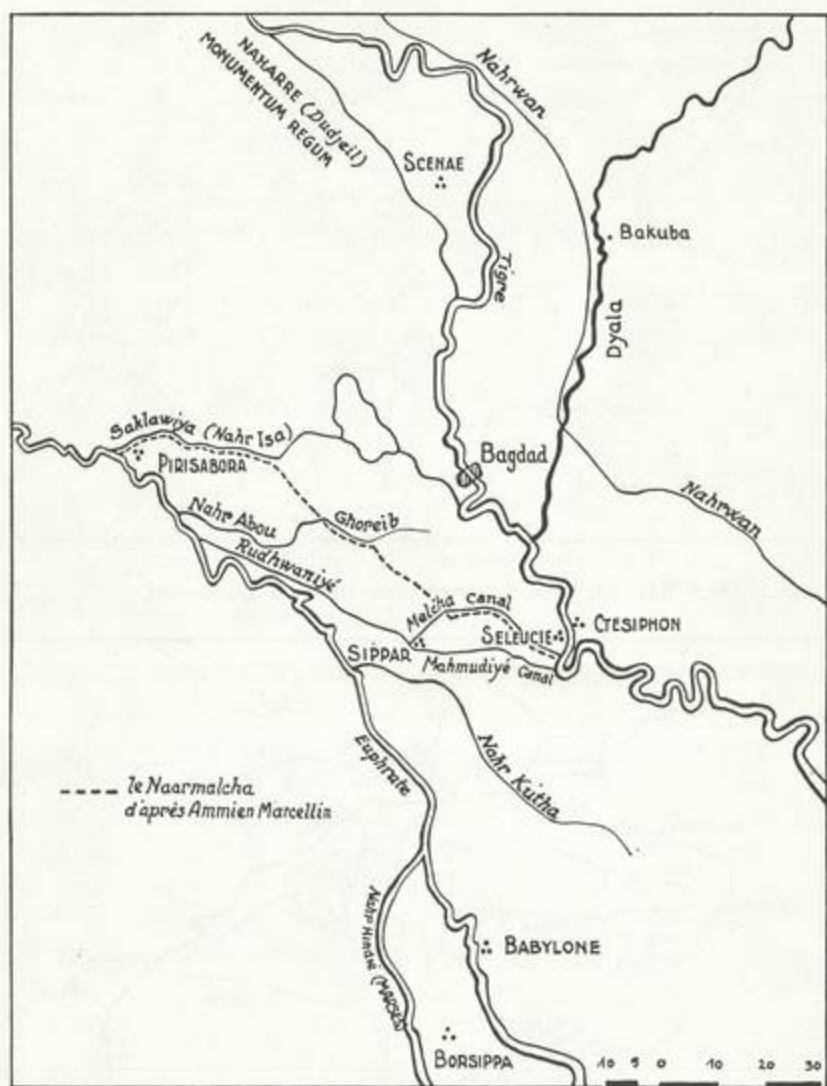 NAHARRE (Dudjeil)
MONUMENTUM REGUM
Nahrwan
SCENAE
Bakuba
Tigre
Dyala
Saklawiya (Nahr Isa)
Bagdad
PIRISABORA
Nahrwan
Nahr Abou Ghoreib
Rudhwaniyé
Melcha canal
CTESIPHON
SELEUCIE
SIPPAR
Mahmudiyé Canal
Euphrate
Nahr Kutha
le Naarmalcha
d'après Ammien Marcellin
Nahr
BABYLONE
BORSIPPA
10 5 0 10 20 30